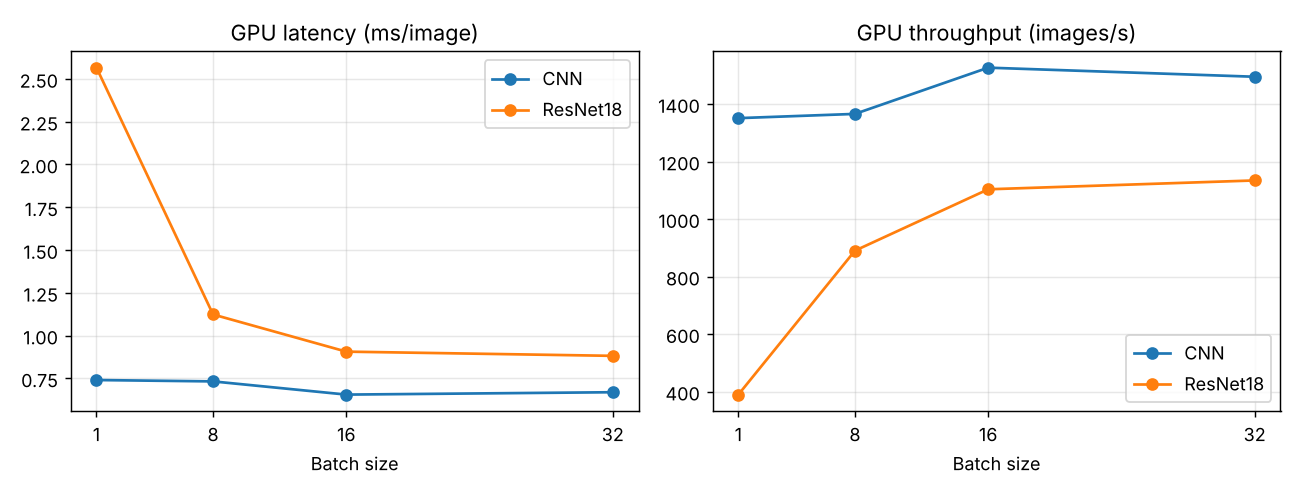 GPU latency (ms/image)
2.50
2.25
2.00
1.75
1.50
1.25
1.00
0.75
CNN
ResNet18
1
8
16
32
Batch size
GPU throughput (images/s)
1400
1200
1000
800
600
400
CNN
ResNet18
1
8
16
32
Batch size